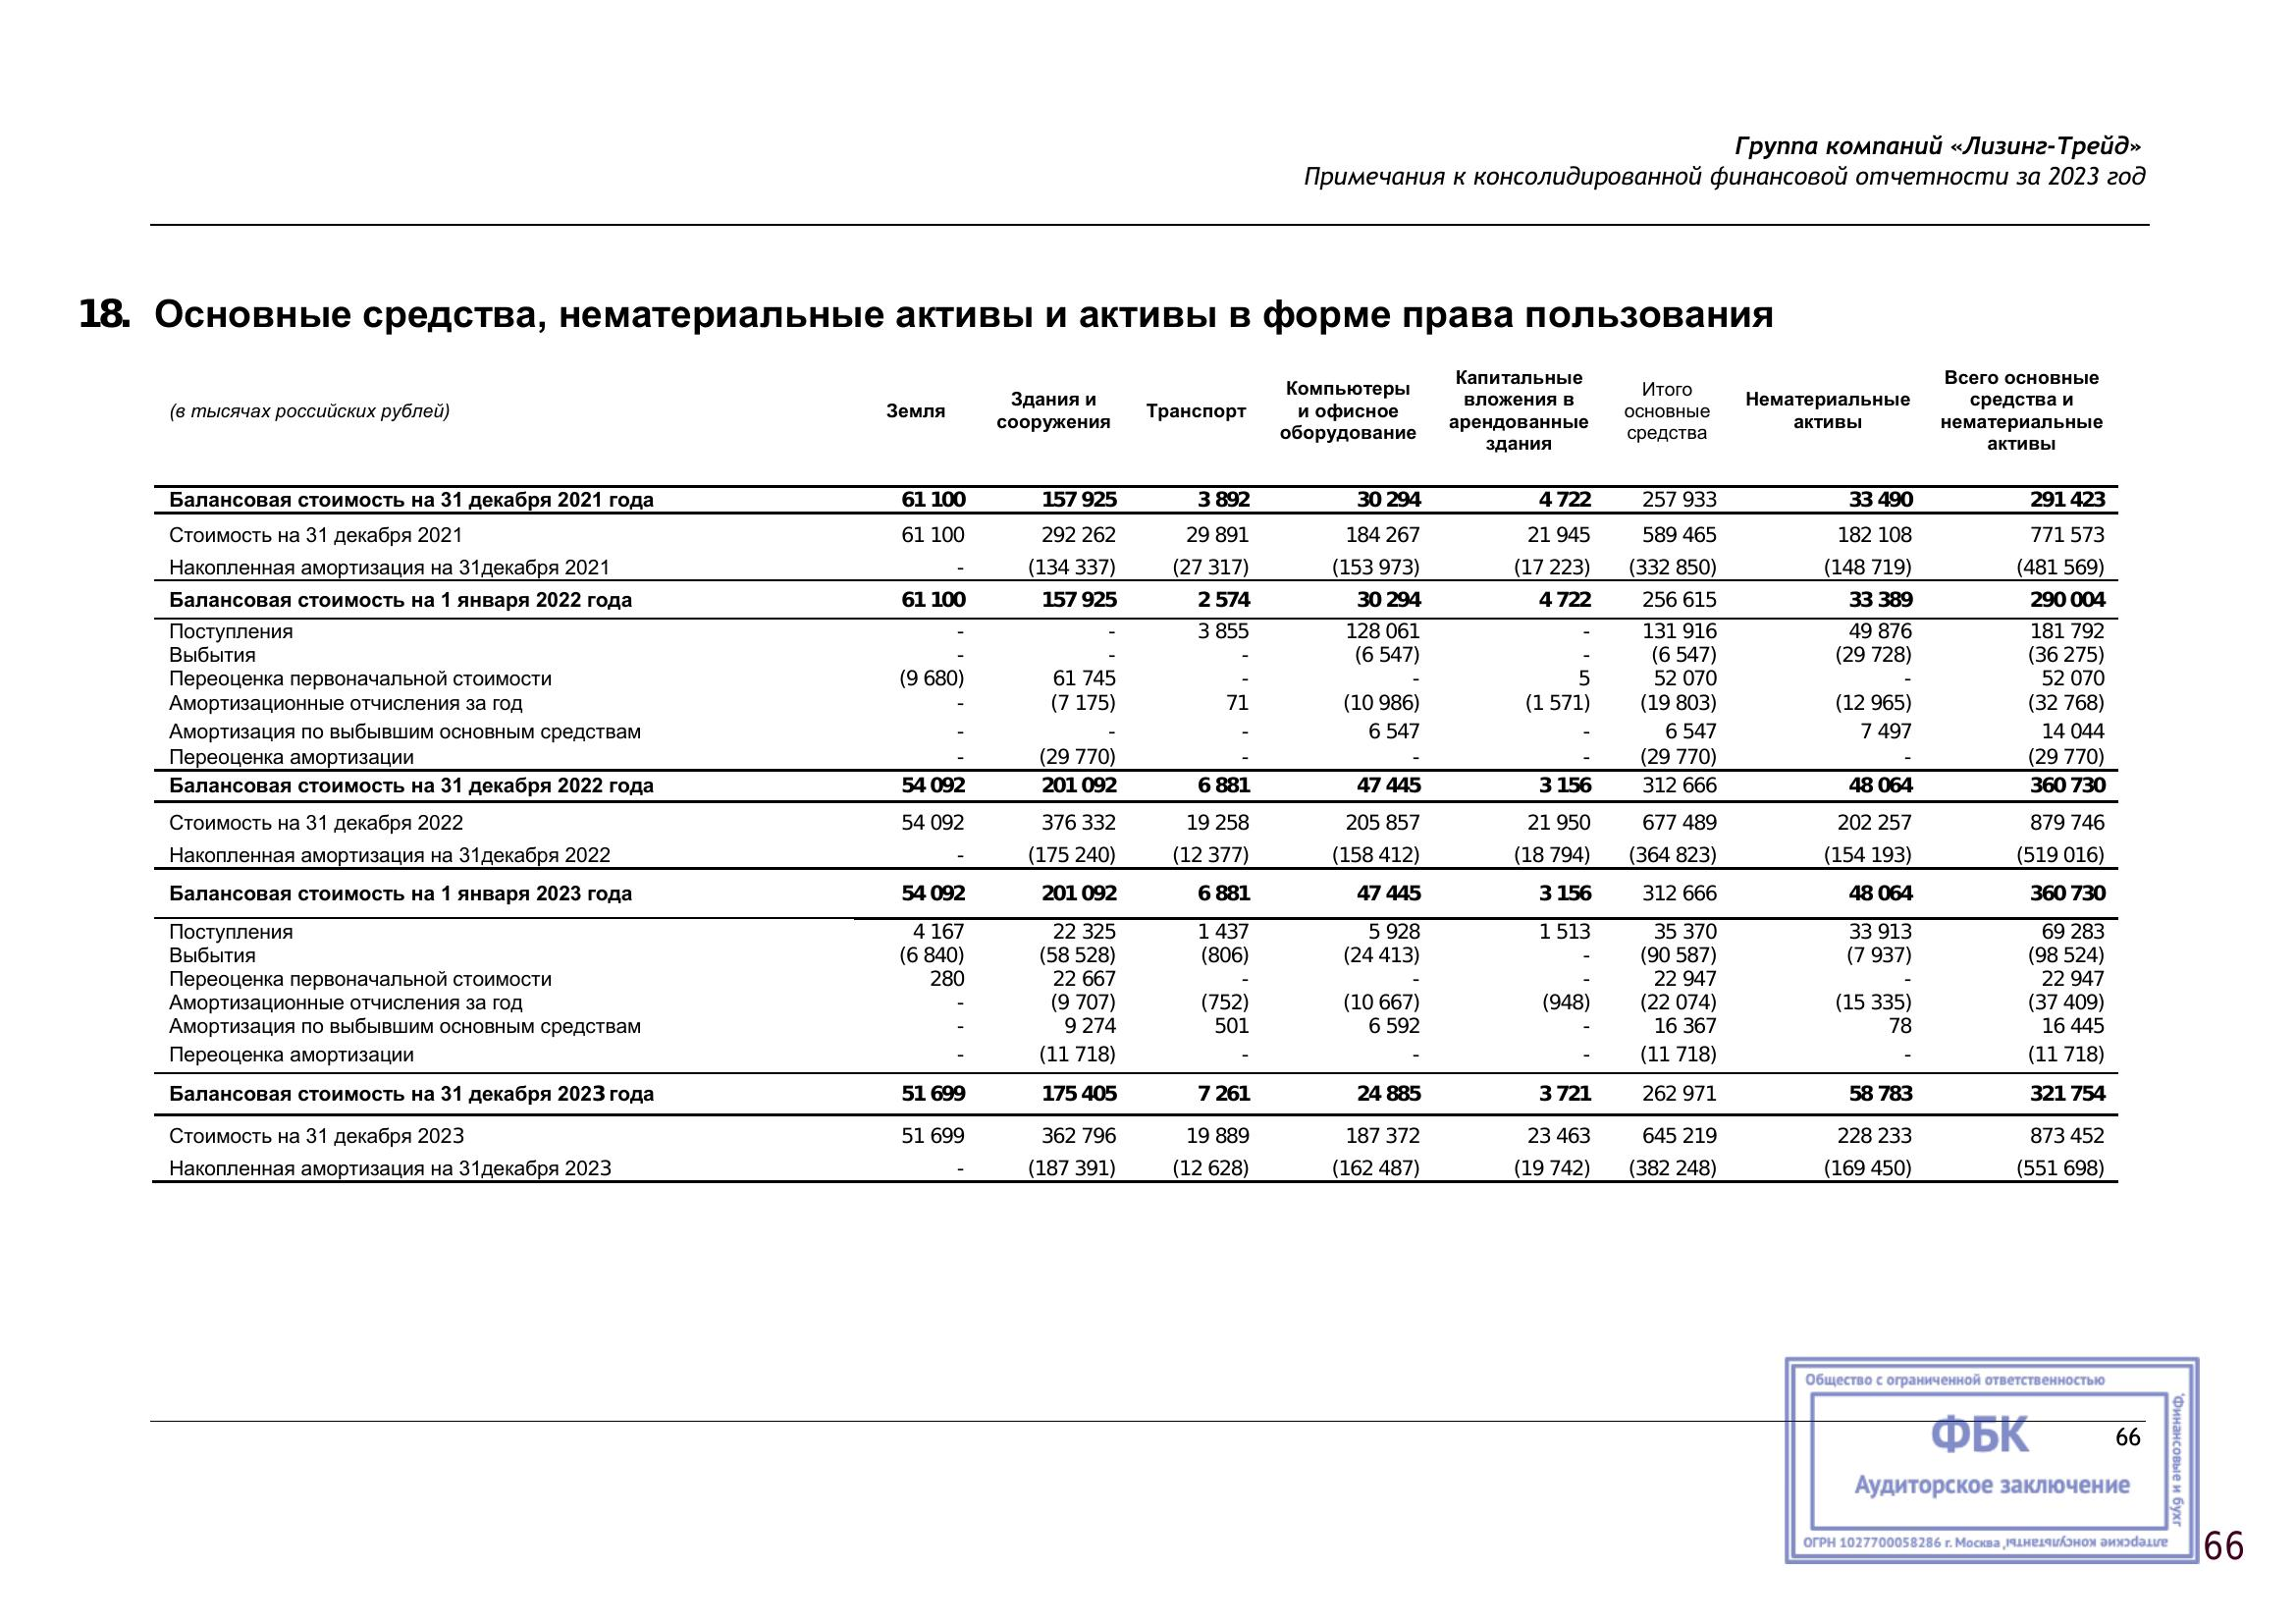 Группа компаний «Лизинг-Трейд»
Примечания к консолидированной финансовой отчетности за 2023 год
18. Основные средства, нематериальные активы и активы в форме права пользования
(в тысячах российских рублей) Земля Здания и сооружения Транспорт Компьютеры и офисное оборудование Капитальные вложения в арендованные здания Итого основные средства Нематериальные активы Всего основные средства и нематериальные активы
Балансовая стоимость на 31 декабря 2021 года 61 100 157 925 3 892 30 294 4 722 257 933 33 490 291 423
Стоимость на 31 декабря 2021 61 100 292 262 29 891 184 267 21 945 589 465 182 108 771 573
Накопленная амортизация на 31декабря 2021 - (134 337) (27 317) (153 973) (17 223) (332 850) (148 719) (481 569)
Балансовая стоимость на 1 января 2022 года 61 100 157 925 2 574 30 294 4 722 256 615 33 389 290 004
Поступления - - 3 855 128 061 - 131 916 49 876 181 792
Выбытия - - - (6 547) - (6 547) (29 728) (36 275)
Переоценка первоначальной стоимости (9 680) 61 745 - - 5 52 070 - 52 070
Амортизационные отчисления за год - (7 175) 71 (10 986) (1 571) (19 803) (12 965) (32 768)
Амортизация по выбывшим основным средствам - - - 6 547 - 6 547 7 497 14 044
Переоценка амортизации - (29 770) - - - (29 770) - (29 770)
Балансовая стоимость на 31 декабря 2022 года 54 092 201 092 6 881 47 445 3 156 312 666 48 064 360 730
Стоимость на 31 декабря 2022 54 092 376 332 19 258 205 857 21 950 677 489 202 257 879 746
Накопленная амортизация на 31декабря 2022 - (175 240) (12 377) (158 412) (18 794) (364 823) (154 193) (519 016)
Балансовая стоимость на 1 января 2023 года 54 092 201 092 6 881 47 445 3 156 312 666 48 064 360 730
Поступления 4 167 22 325 1 437 5 928 1 513 35 370 33 913 69 283
Выбытия (6 840) (58 528) (806) (24 413) - (90 587) (7 937) (98 524)
Переоценка первоначальной стоимости 280 22 667 - - - 22 947 - 22 947
Амортизационные отчисления за год - (9 707) (752) (10 667) (948) (22 074) (15 335) (37 409)
Амортизация по выбывшим основным средствам - 9 274 501 6 592 - 16 367 78 16 445
Переоценка амортизации - (11 718) - - - (11 718) - (11 718)
Балансовая стоимость на 31 декабря 2023 года 51 699 175 405 7 261 24 885 3 721 262 971 58 783 321 754
Стоимость на 31 декабря 2023 51 699 362 796 19 889 187 372 23 463 645 219 228 233 873 452
Накопленная амортизация на 31декабря 2023 - (187 391) (12 628) (162 487) (19 742) (382 248) (169 450) (551 698)
Общество с ограниченной ответственностью
"Финансовые и бухг
алтерские консультанты"
ФБК
Аудиторское заключение
ОГРН 1027700058286 г. Москва
66
66